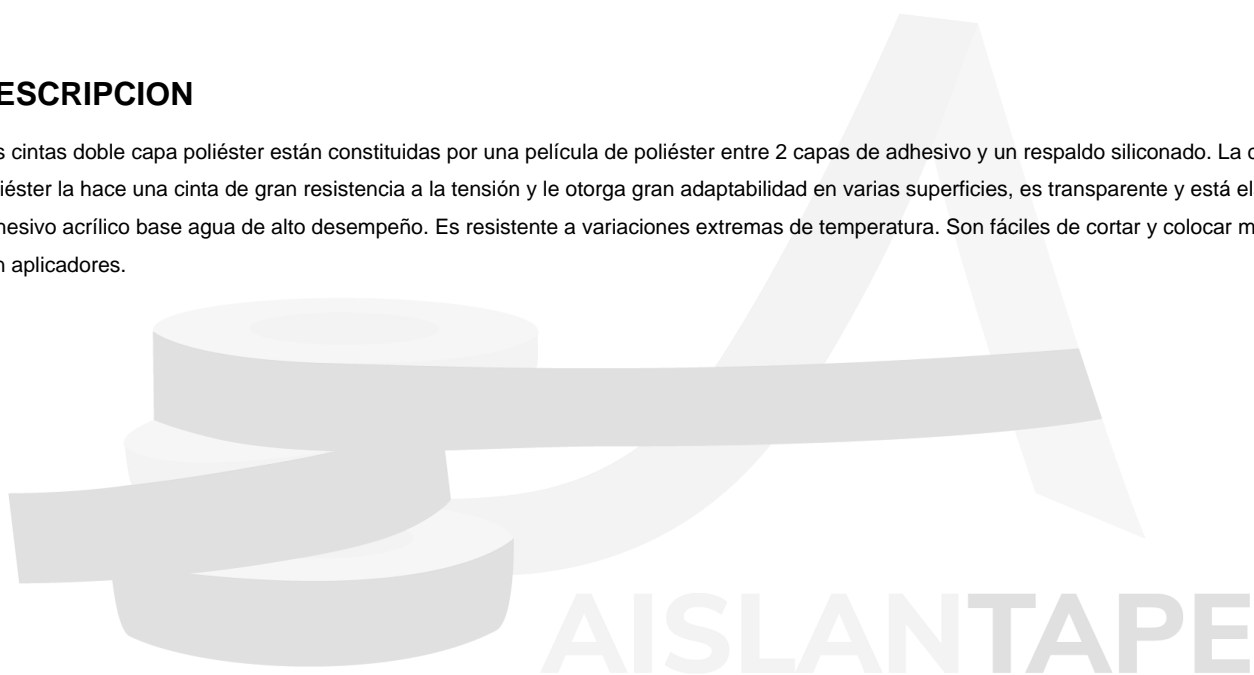 ESCRIPCION
s cintas doble capa poliéster están constituidas por una película de poliéster entre 2 capas de adhesivo y un respaldo siliconado. La c
iéster la hace una cinta de gran resistencia a la tensión y le otorga gran adaptabilidad en varias superficies, es transparente y está el
hesivo acrílico base agua de alto desempeño. Es resistente a variaciones extremas de temperatura. Son fáciles de cortar y colocar m
n aplicadores.
AISLANTAPE